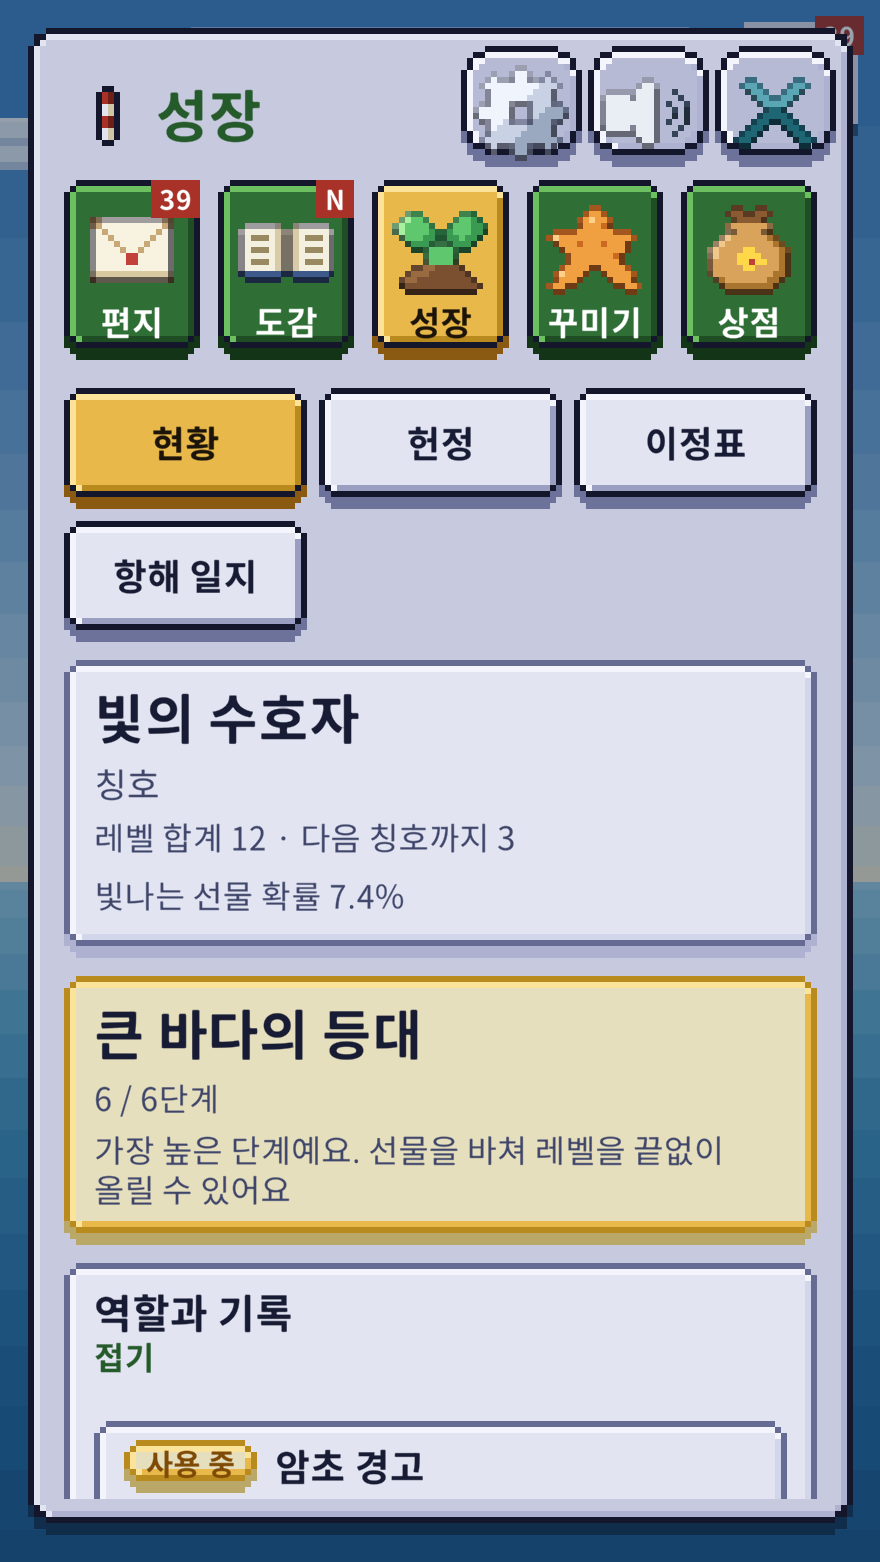 성장
39
N
편지
도감
성장
꾸미기
상점
현황
헌정
이정표
항해 일지
빛의 수호자
칭호
레벨 합계 12 · 다음 칭호까지 3
빛나는 선물 확률 7.4%
큰 바다의 등대
6 / 6단계
가장 높은 단계예요. 선물을 바쳐 레벨을 끝없이
올릴 수 있어요
역할과 기록
접기
사용 중
암초 경고